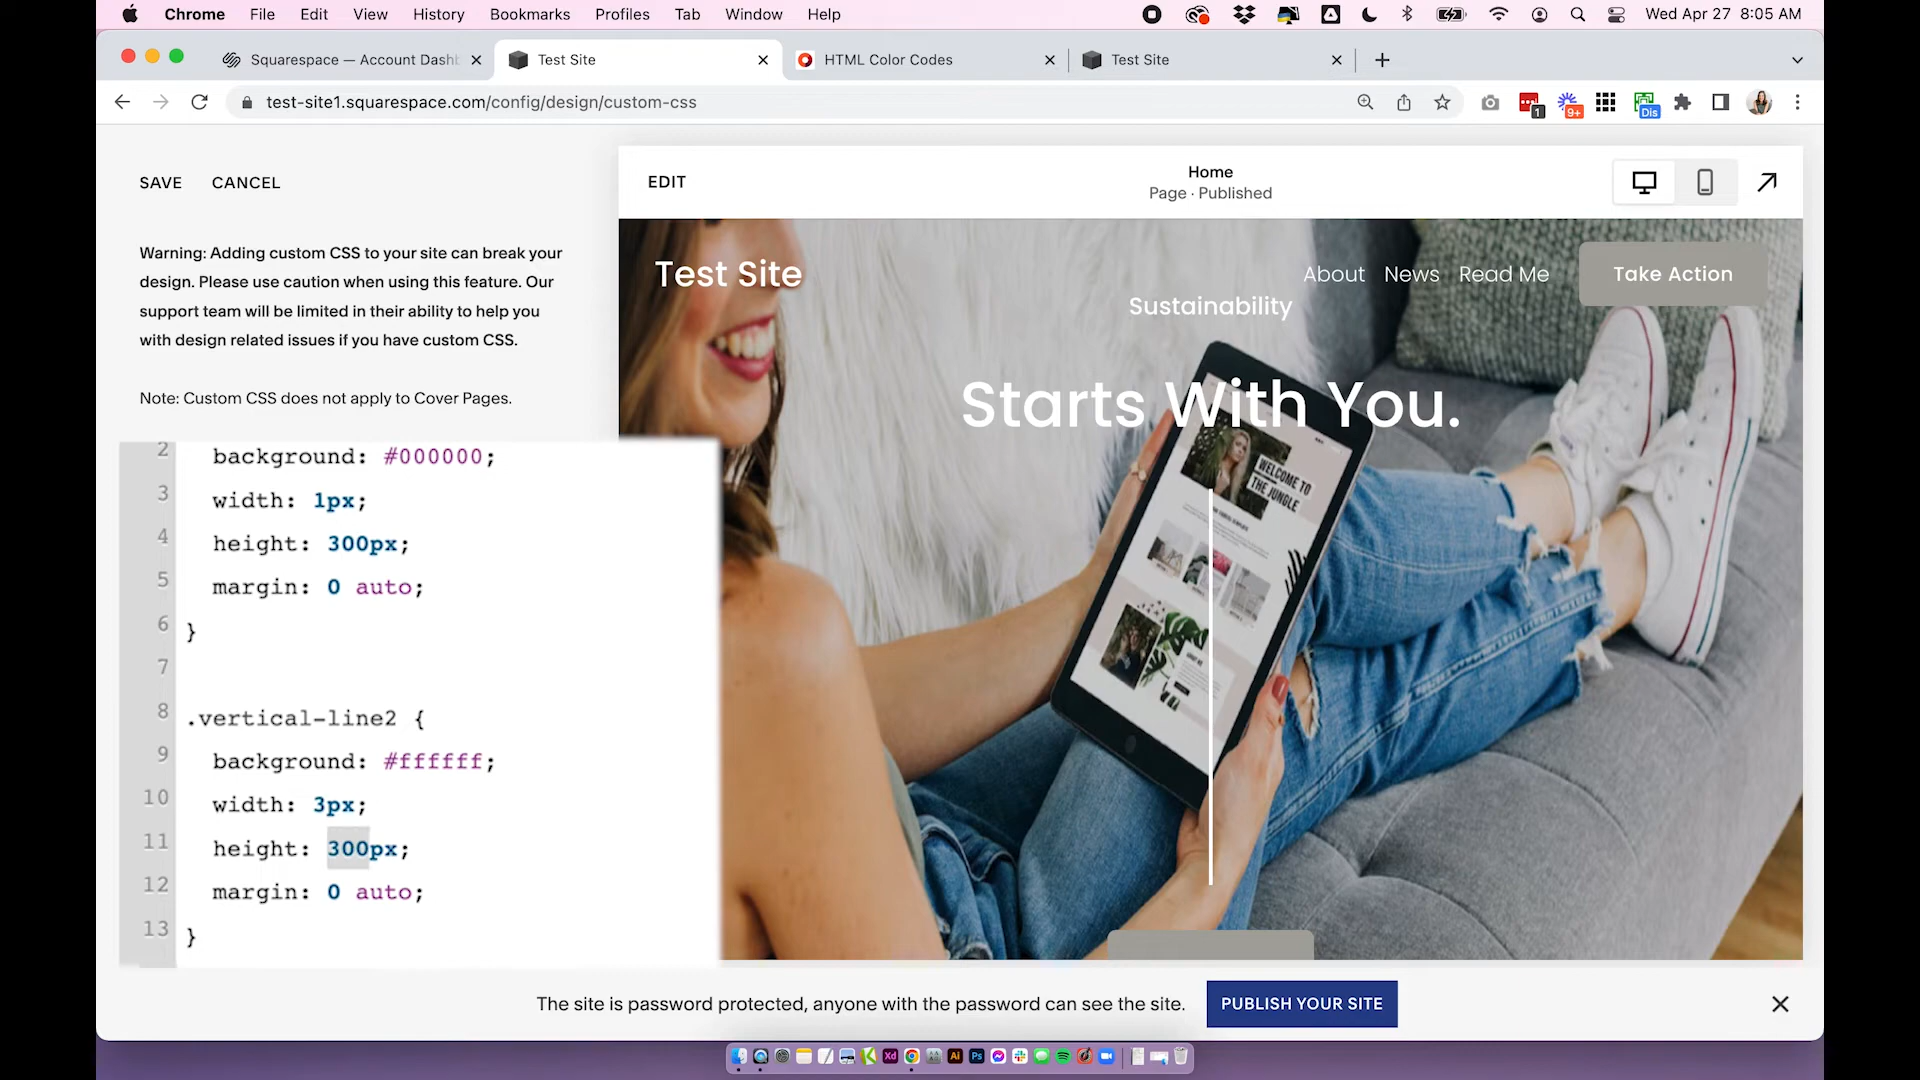 Chrome File Edit View History Bookmarks Profiles Tab Window Help
Wed Apr 27 8:05 AM
Squarespace — Account Dashb
Test Site
HTML Color Codes
Test Site
test-site1.squarespace.com/config/design/custom-css
1
9+
Dis
SAVE CANCEL
Warning: Adding custom CSS to your site can break your
design. Please use caution when using this feature. Our
support team will be limited in their ability to help you
with design related issues if you have custom CSS.
Note: Custom CSS does not apply to Cover Pages.
2 background: #000000;
3 width: 1px;
4 height: 300px;
5 margin: 0 auto;
6 }
7
8 .vertical-line2 {
9 background: #ffffff;
10 width: 3px;
11 height: 300px;
12 margin: 0 auto;
13 }
EDIT
Home
Page · Published
Test Site
About News Read Me
Take Action
Sustainability
Starts With You.
WELCOME TO
THE JUNGLE
The site is password protected, anyone with the password can see the site.
PUBLISH YOUR SITE
Xd
Ai
Ps